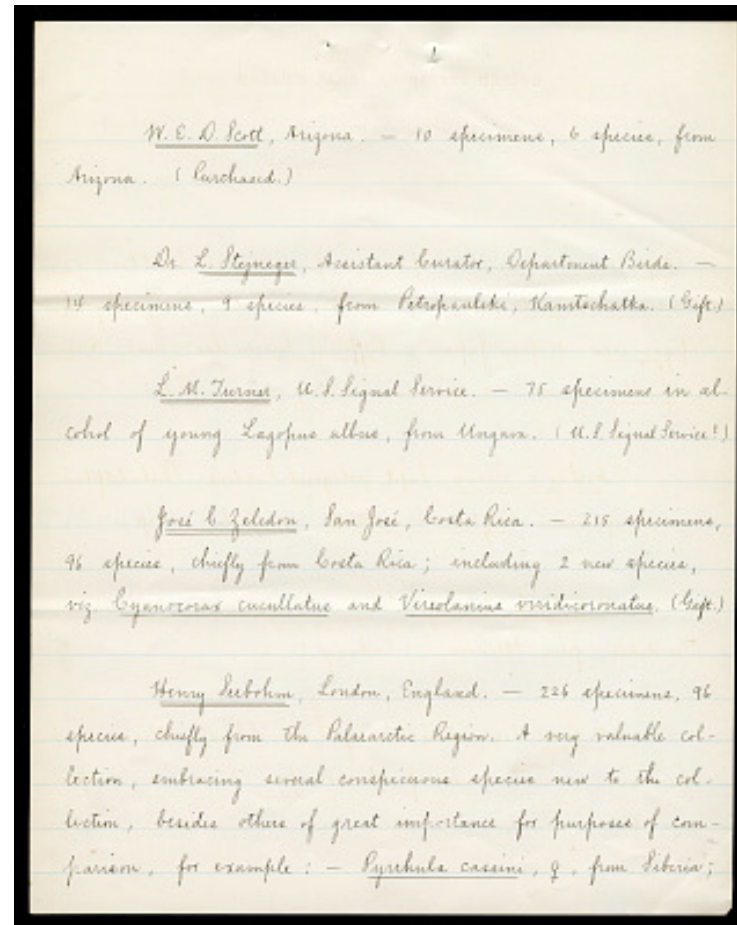 W. E. D. Scott, Arizona. — 10 specimens, 6 species, from
Arizona. (Purchased.)
Dr L. Stejneger, Assistant Curator, Department Birds. —
14 specimens, 9 species, from Petropaulski, Kamtschatka. (Gift.)
L. M. Turner, U. S. Signal Service. — 75 specimens in al-
cohol of young Lagopus albus, from Ungava. (U. S. Signal Service!)
José C. Zeledon, San José, Costa Rica. — 215 specimens,
96 species, chiefly from Costa Rica; including 2 new species,
viz Cyanocorax cucullatus and Vireolanius viridicoronatus. (Gift.)
Henry Seebohm, London, England. — 226 specimens, 96
species, chiefly from the Palaearctic Region. A very valuable col-
lection, embracing several conspicuous species new to the col-
lection, besides others of great importance for purposes of com-
parison, for example: — Pyrrhula cassini, ♀, from Siberia;